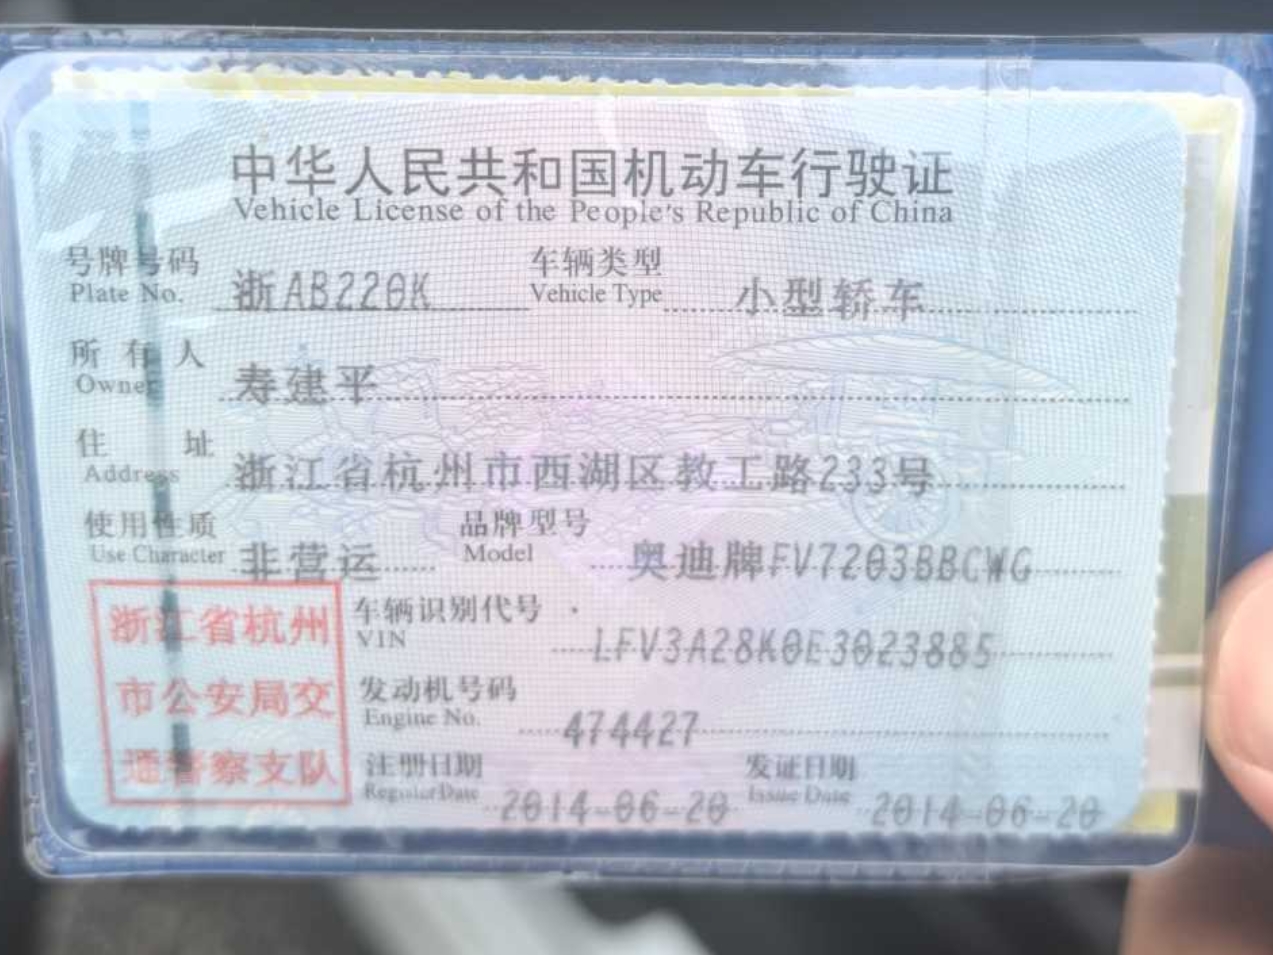 中华人民共和国机动车行驶证
Vehicle License of the People's Republic of China
号牌号码 浙AB220K 车辆类型 小型轿车
Plate No. Vehicle Type
所有人 寿建平
Owner
住址 浙江省杭州市西湖区教工路233号
Address
使用性质 非营运 品牌型号 奥迪牌FV7203BBCWG
Use Character Model
车辆识别代号 LFV3A28K0E3023885
VIN
发动机号码 474427
Engine No.
注册日期 2014-06-20 发证日期 2014-06-20
Register Date Issue Date
浙江省杭州
市公安局交
通警察支队